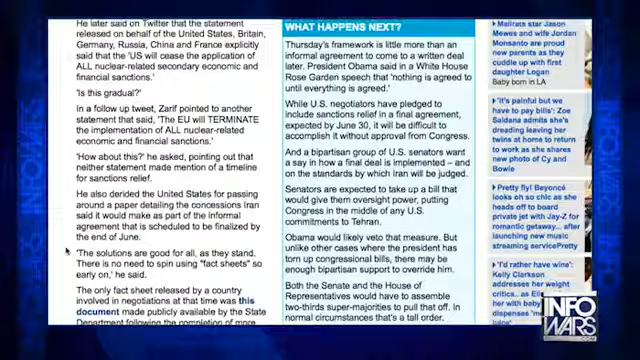 He later said on Twitter that the statement
released on behalf of the United States, Britain,
Germany, Russia, China and France explicitly
said that the 'US will cease the application of
ALL nuclear-related secondary economic and
financial sanctions.'
'Is this gradual?'
In a follow up tweet, Zarif pointed to another
statement that said, 'The EU will TERMINATE
the implementation of ALL nuclear-related
economic and financial sanctions.'
'How about this?' he asked, pointing out that
neither statement made mention of a timeline
for sanctions relief.
He also derided the United States for passing
around a paper detailing the concessions Iran
said it would make as part of the informal
agreement that is scheduled to be finalized by
the end of June.
'The solutions are good for all, as they stand.
There is no need to spin using "fact sheets" so
early on,' he said.
The only fact sheet released by a country
involved in negotiations at that time was this
document made publicly available by the State
Department following the completion of more
WHAT HAPPENS NEXT?
Thursday's framework is little more than an
informal agreement to come to a written deal
later. President Obama said in a White House
Rose Garden speech that 'nothing is agreed to
until everything is agreed.'
While U.S. negotiators have pledged to
include sanctions relief in a final agreement,
expected by June 30, it will be difficult to
accomplish it without approval from Congress.
And a bipartisan group of U.S. senators want
a say in how a final deal is implemented – and
on the standards by which Iran will be judged.
Senators are expected to take up a bill that
would give them oversight power, putting
Congress in the middle of any U.S.
commitments to Tehran.
Obama would likely veto that measure. But
unlike other cases where the president has
torn up congressional bills, there may be
enough bipartisan support to override him.
Both the Senate and the House of
Representatives would have to assemble
two-thirds super-majorities to pull that off. In
normal circumstances that's a tall order.
Mallrats star Jason
Mewes and wife Jordan
Monsanto are proud
new parents as they
cuddle up with first
daughter Logan
Baby born in LA
'It's painful but we
have to pay bills': Zoe
Saldana admits she's
dreading leaving her
twins at home to return
to work as she shares
new photo of Cy and
Bowie
Pretty fly! Beyoncé
looks oh so chic as she
heads off to board
private jet with Jay-Z for
romantic getaway... after
launching new music
streaming servicePretty
'I'd rather have wine':
Kelly Clarkson
addresses her weight
critics.. as
with baby
dispenses 'me
juice'
INFO
WARS
.COM
INFOWARS